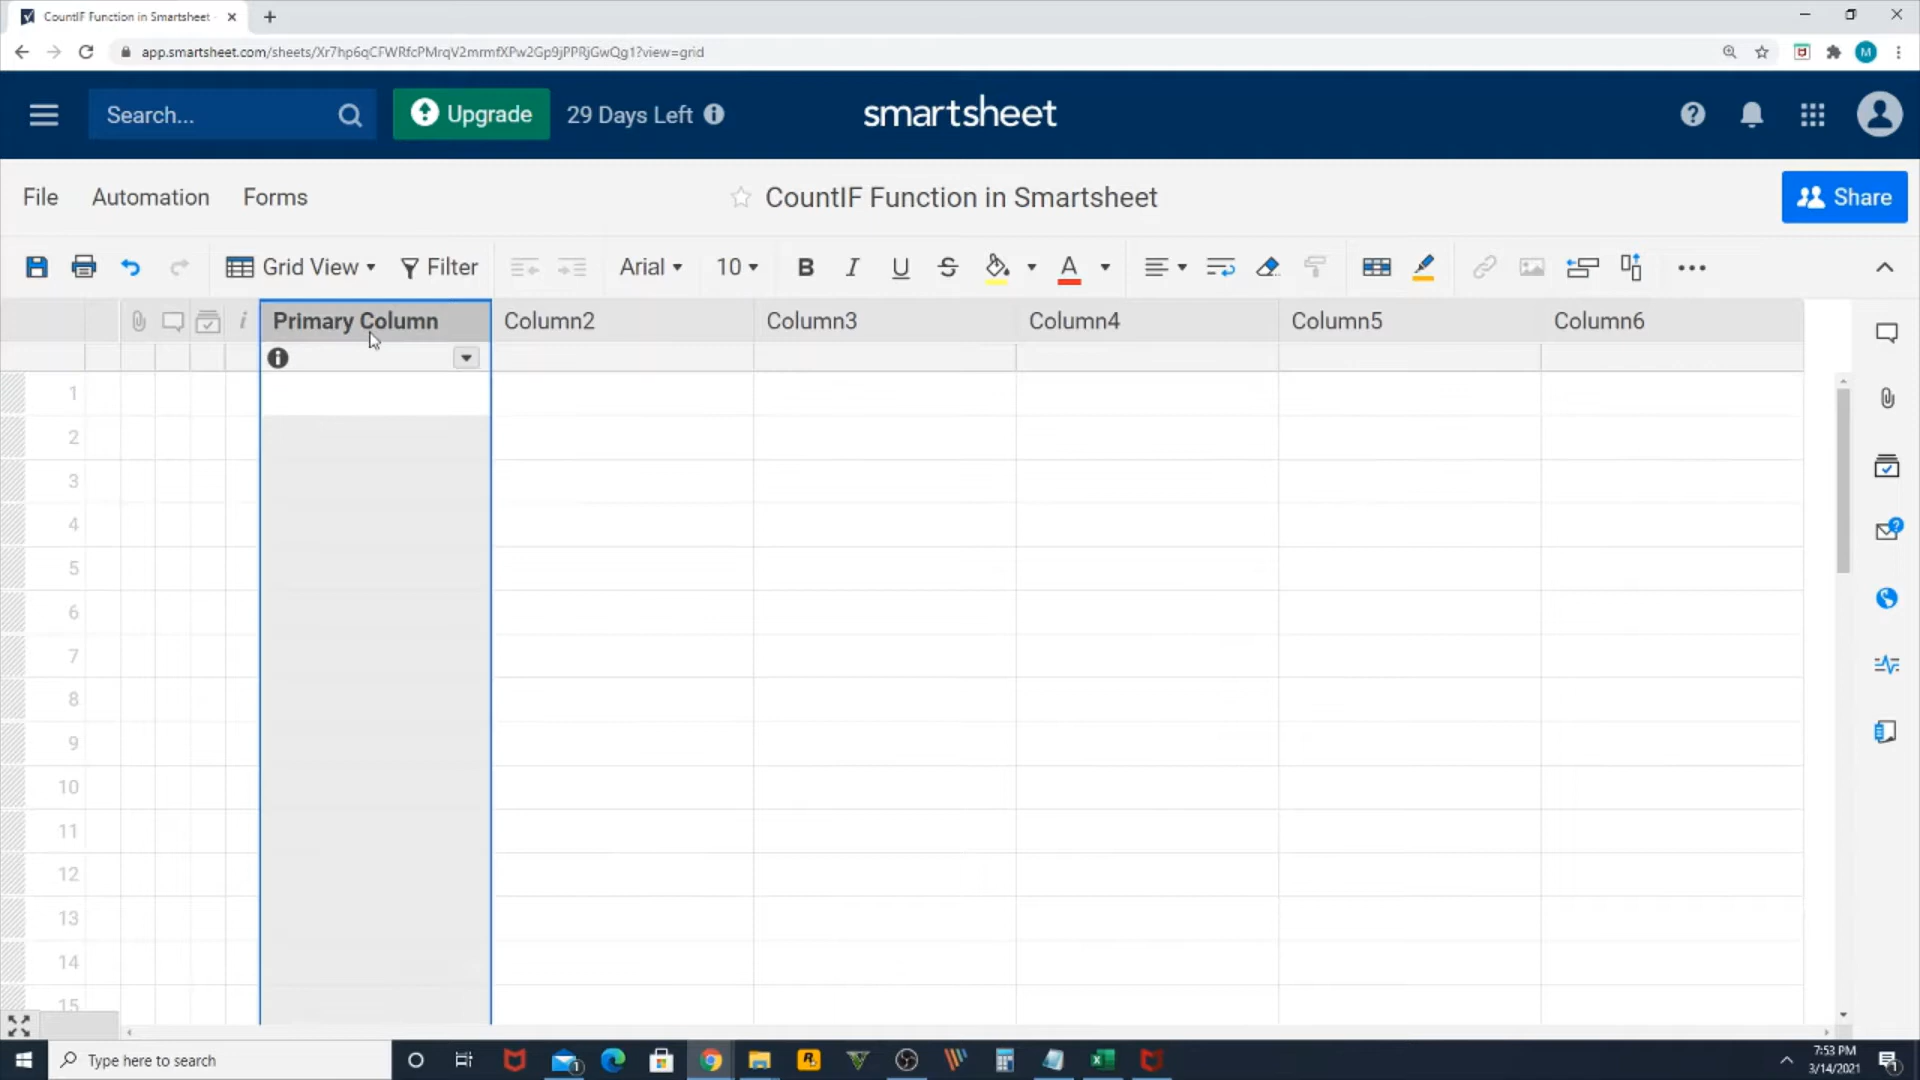 CountIF Function in Smartsheet
app.smartsheet.com/sheets/Xr7hp6qCFWRfcPMrqV2mrmfXPw2Gp9jPPRjGwQg1?view=grid
M
Search...
Upgrade
29 Days Left
smartsheet
File
Automation
Forms
CountIF Function in Smartsheet
Share
Grid View
Filter
Arial
10
B
I
U
S
A
Primary Column
Column2
Column3
Column4
Column5
Column6
1
2
3
4
5
6
7
8
9
10
11
12
13
14
15
Type here to search
7:53 PM
3/14/2021